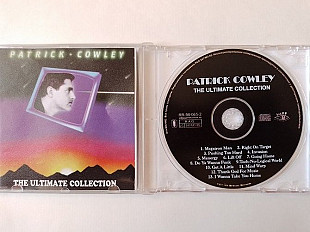 PATRICK · COWLEY
THE ULTIMATE COLLECTION
PATRICK COWLEY
THE ULTIMATE COLLECTION
1. Megatron Man 2. Right On Target
3. Pushing Too Hard 4. Invasion
5. Menergy 6. Lift Off 7. Going Home
8. Do Ya Wanna Funk 9. Tech-No-Logical World
10. Get A Little 11. Mind Warp
12. Thank God For Music
13. I Wanna Take You Home